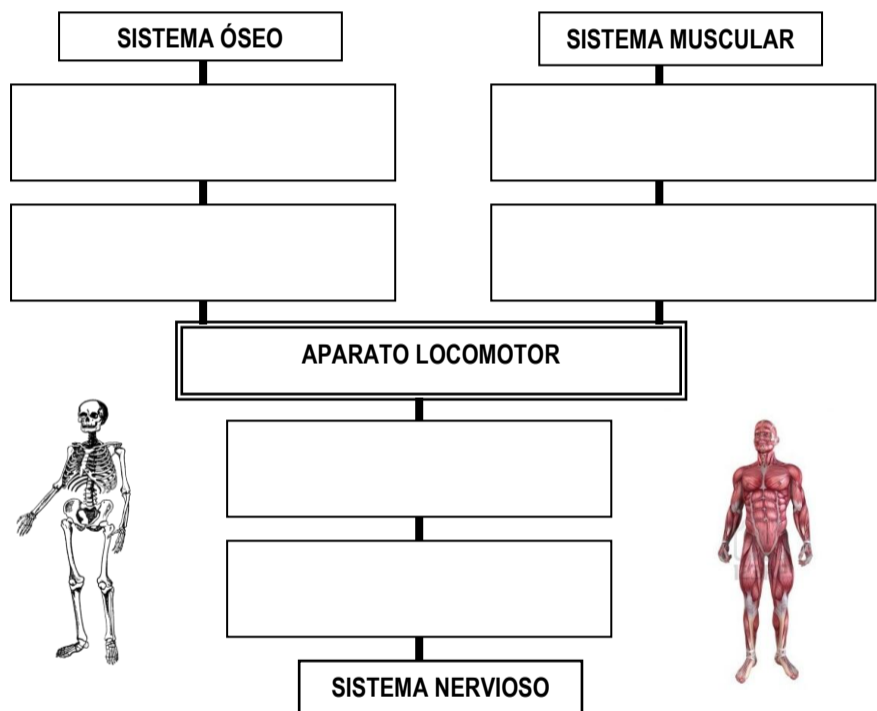 SISTEMA ÓSEO
SISTEMA MUSCULAR
APARATO LOCOMOTOR
SISTEMA NERVIOSO